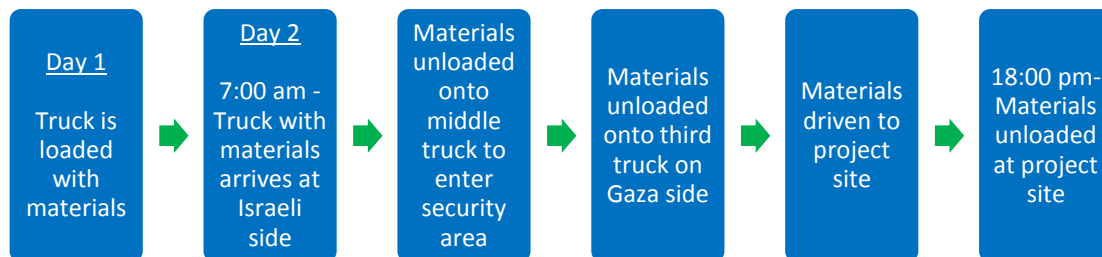 Day 1
Truck is
loaded
with
materials
Day 2
7:00 am -
Truck with
materials
arrives at
Israeli
side
Materials
unloaded
onto
middle
truck to
enter
security
area
Materials
unloaded
onto third
truck on
Gaza side
Materials
driven to
project
site
18:00 pm-
Materials
unloaded
at project
site